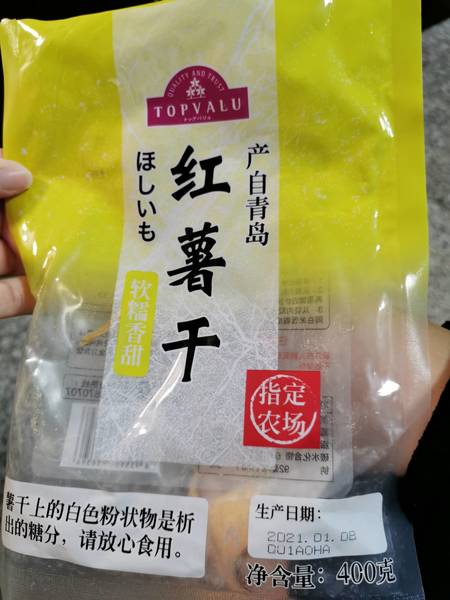 QUALITY AND TRUST
TOPVALU
トップバリュ
产自青岛
红薯干
ほしいも
软糯香甜
指定
农场
薯干上的白色粉状物是析
出的糖分，请放心食用。
生产日期：
2021.01.08
CU1AOHA
净含量：400克